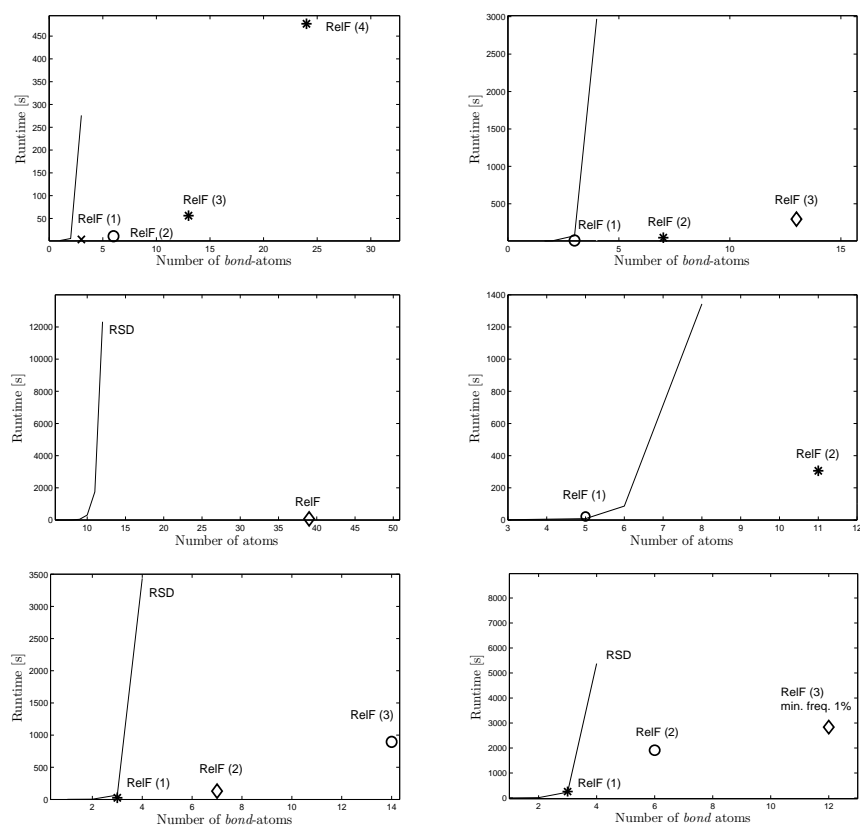 450
400
350
300
250
200
150
100
50
0 5 10 15 20 25 30
Runtime [s]
Number of bond-atoms
RelF (4)
RelF (3)
RelF (1)
RelF (2)
3000
2500
2000
1500
1000
500
0 5 10 15
Runtime [s]
Number of bond-atoms
RelF (3)
RelF (1)
RelF (2)
12000
10000
8000
6000
4000
2000
0
10 15 20 25 30 35 40 45 50
Runtime [s]
Number of atoms
RSD
RelF
1400
1200
1000
800
600
400
200
0
3 4 5 6 7 8 9 10 11 12
Runtime [s]
Number of atoms
RelF (2)
RelF (1)
3500
3000
2500
2000
1500
1000
500
0
2 4 6 8 10 12 14
Runtime [s]
Number of bond-atoms
RSD
RelF (3)
RelF (2)
RelF (1)
8000
7000
6000
5000
4000
3000
2000
1000
0
2 4 6 8 10 12
Runtime [s]
Number of bond atoms
RSD
RelF (3)
min. freq. 1%
RelF (2)
RelF (1)